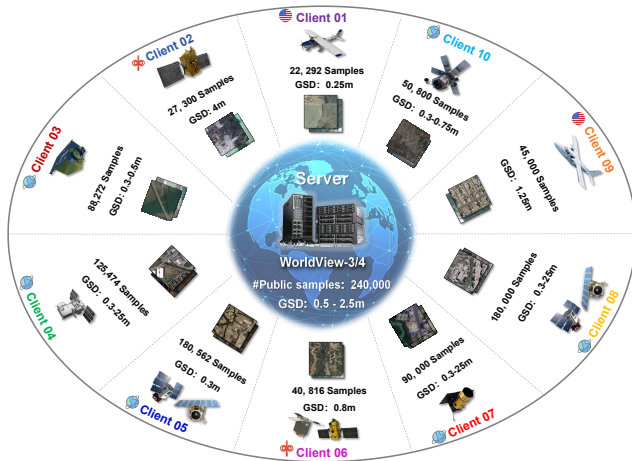 Client 01
22, 292 Samples
GSD: 0.25m
Client 10
50, 800 Samples
GSD: 0.3-0.75m
Client 09
45, 000 Samples
GSD: 1.25m
Client 08
180, 000 Samples
GSD: 0.3-25m
Client 07
90, 000 Samples
GSD: 0.3-25m
Client 06
40, 816 Samples
GSD: 0.8m
Client 05
180, 562 Samples
GSD: 0.3m
Client 04
125,474 Samples
GSD: 0.3-25m
Client 03
88,272 Samples
GSD: 0.3-0.5m
Client 02
27, 300 Samples
GSD: 4m
Server
WorldView-3/4
#Public samples: 240,000
GSD: 0.5 - 2.5m